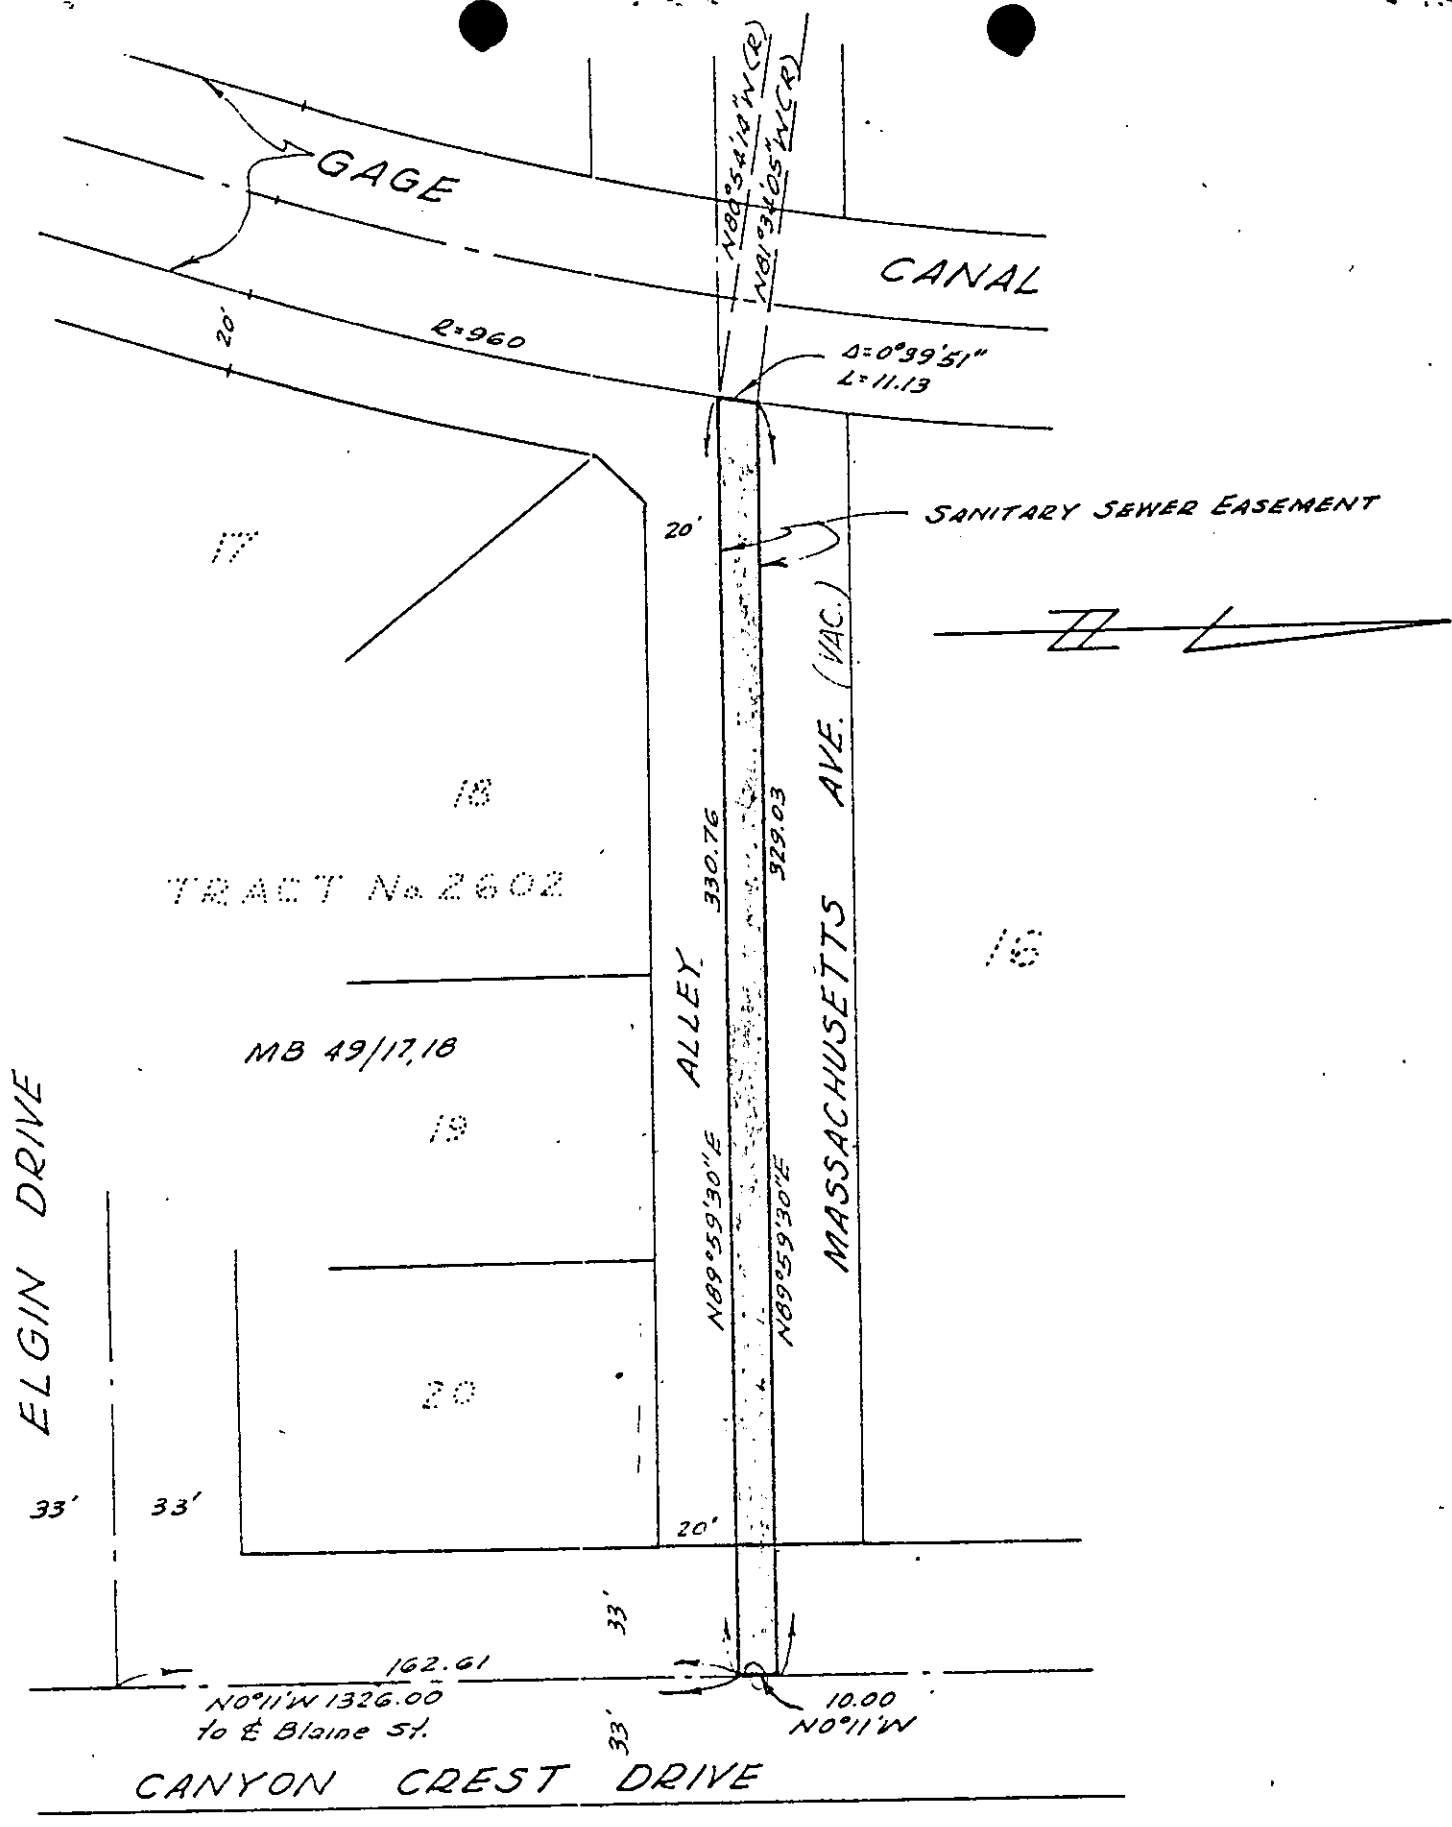 N80°54'14"W(R)
N81°34'05"W(R)
GAGE
CANAL
20'
R=960
Δ=0°39'51"
L=11.13
20'
SANITARY SEWER EASEMENT
17
N
18
330.76
329.03
MASSACHUSETTS AVE. (VAC.)
TRACT No 2602
16
ALLEY
MB 49/17,18
19
ELGIN DRIVE
N89°59'30"E
N89°59'30"E
20
33'
33'
20'
33'
162.61
N0°11'W 1326.00
to ℄ Blaine St.
33'
10.00
N0°11'W
CANYON CREST DRIVE